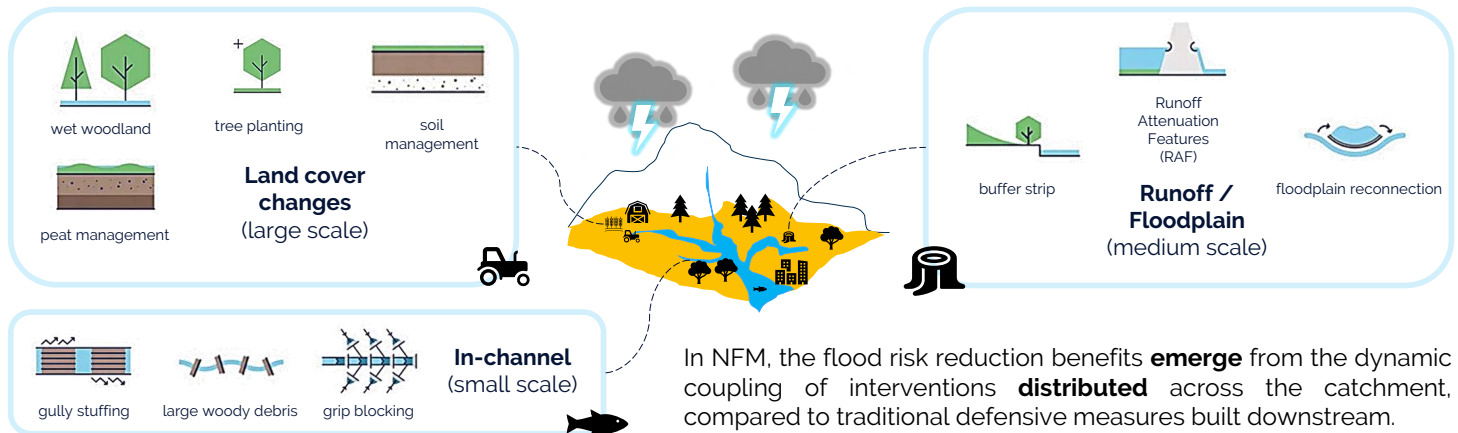 wet woodland
tree planting
soil
management
peat management
Land cover
changes
(large scale)
Runoff
Attenuation
Features
(RAF)
buffer strip
floodplain reconnection
Runoff /
Floodplain
(medium scale)
gully stuffing
large woody debris
grip blocking
In-channel
(small scale)
In NFM, the flood risk reduction benefits emerge from the dynamic
coupling of interventions distributed across the catchment,
compared to traditional defensive measures built downstream.